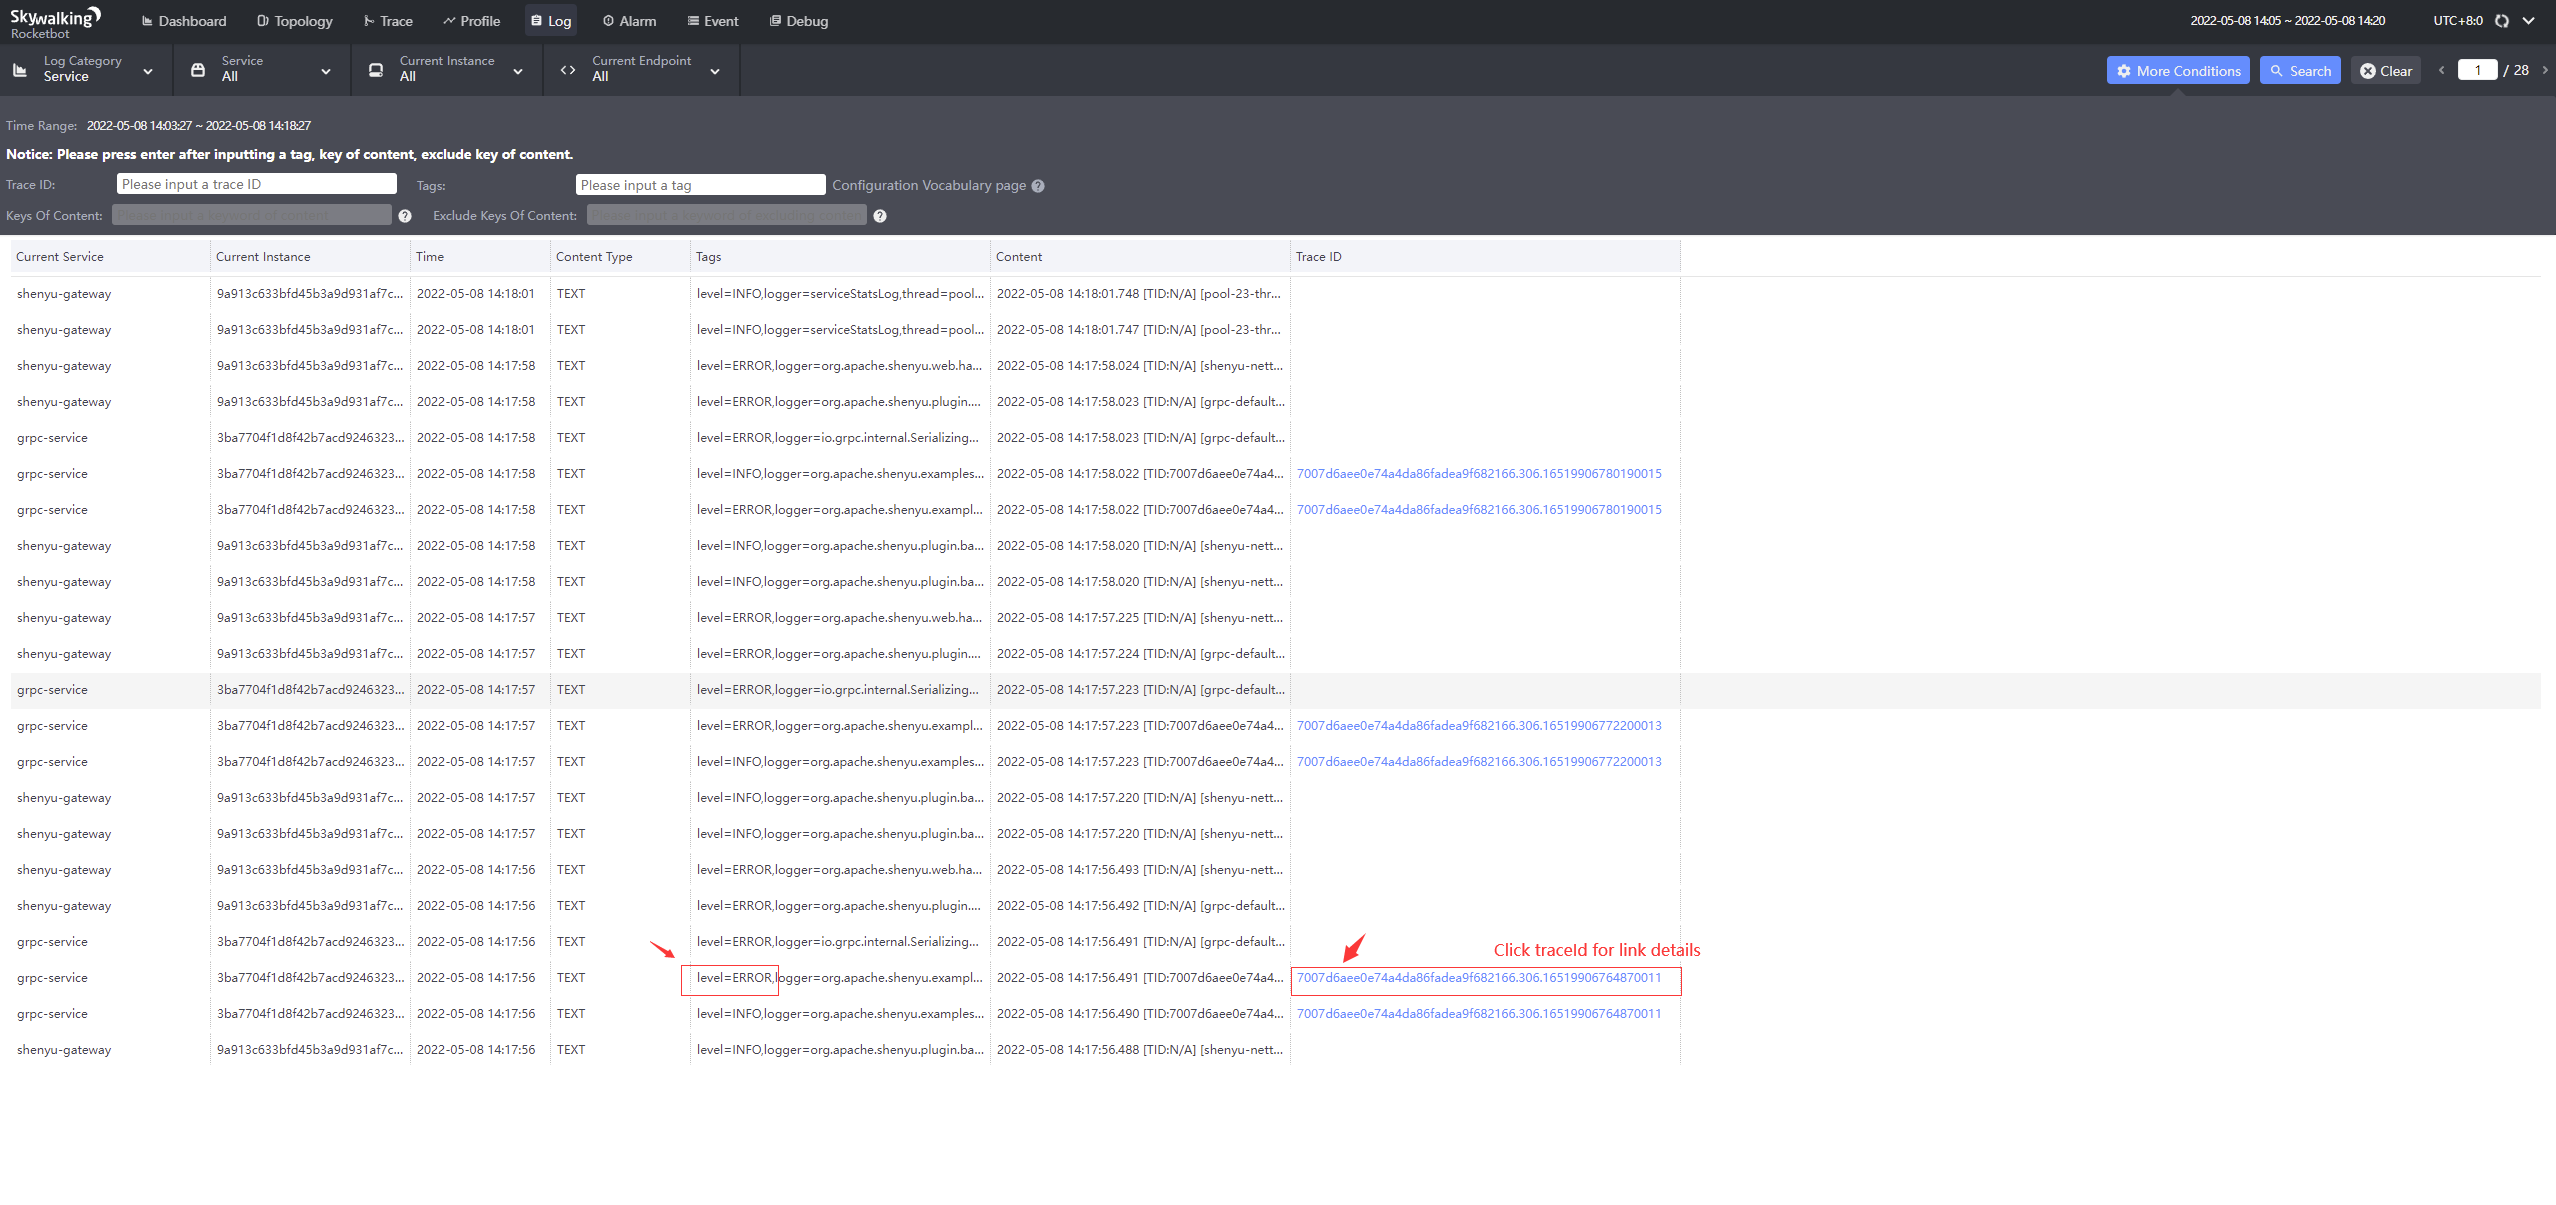 Skywalking
Rocketbot
Dashboard Topology Trace Profile Log Alarm Event Debug 2022-05-08 14:05 ~ 2022-05-08 14:20 UTC+8:0
Log Category Service Current Instance Current Endpoint
Service All All All More Conditions Search Clear 1 / 28
Time Range: 2022-05-08 14:03:27 ~ 2022-05-08 14:18:27
Notice: Please press enter after inputting a tag, key of content, exclude key of content.
Trace ID: Please input a trace ID Tags: Please input a tag Configuration Vocabulary page ?
Keys Of Content: Please input a keyword of content ? Exclude Keys Of Content: Please input a keyword of excluding content ?
Current Service Current Instance Time Content Type Tags Content Trace ID
shenyu-gateway 9a913c633bfd45b3a9d931af7c... 2022-05-08 14:18:01 TEXT level=INFO,logger=serviceStatsLog,thread=pool... 2022-05-08 14:18:01.748 [TID:N/A] [pool-23-thr...
shenyu-gateway 9a913c633bfd45b3a9d931af7c... 2022-05-08 14:18:01 TEXT level=INFO,logger=serviceStatsLog,thread=pool... 2022-05-08 14:18:01.747 [TID:N/A] [pool-23-thr...
shenyu-gateway 9a913c633bfd45b3a9d931af7c... 2022-05-08 14:17:58 TEXT level=ERROR,logger=org.apache.shenyu.web.ha... 2022-05-08 14:17:58.024 [TID:N/A] [shenyu-nett...
shenyu-gateway 9a913c633bfd45b3a9d931af7c... 2022-05-08 14:17:58 TEXT level=ERROR,logger=org.apache.shenyu.plugin.... 2022-05-08 14:17:58.023 [TID:N/A] [grpc-default...
grpc-service 3ba7704f1d8f42b7acd9246323... 2022-05-08 14:17:58 TEXT level=ERROR,logger=io.grpc.internal.Serializing... 2022-05-08 14:17:58.023 [TID:N/A] [grpc-default...
grpc-service 3ba7704f1d8f42b7acd9246323... 2022-05-08 14:17:58 TEXT level=INFO,logger=org.apache.shenyu.examples... 2022-05-08 14:17:58.022 [TID:7007d6aee0e74a4... 7007d6aee0e74a4da86fadea9f682166.306.16519906780190015
grpc-service 3ba7704f1d8f42b7acd9246323... 2022-05-08 14:17:58 TEXT level=ERROR,logger=org.apache.shenyu.exampl... 2022-05-08 14:17:58.022 [TID:7007d6aee0e74a4... 7007d6aee0e74a4da86fadea9f682166.306.16519906780190015
shenyu-gateway 9a913c633bfd45b3a9d931af7c... 2022-05-08 14:17:58 TEXT level=INFO,logger=org.apache.shenyu.plugin.ba... 2022-05-08 14:17:58.020 [TID:N/A] [shenyu-nett...
shenyu-gateway 9a913c633bfd45b3a9d931af7c... 2022-05-08 14:17:58 TEXT level=INFO,logger=org.apache.shenyu.plugin.ba... 2022-05-08 14:17:58.020 [TID:N/A] [shenyu-nett...
shenyu-gateway 9a913c633bfd45b3a9d931af7c... 2022-05-08 14:17:57 TEXT level=ERROR,logger=org.apache.shenyu.web.ha... 2022-05-08 14:17:57.225 [TID:N/A] [shenyu-nett...
shenyu-gateway 9a913c633bfd45b3a9d931af7c... 2022-05-08 14:17:57 TEXT level=ERROR,logger=org.apache.shenyu.plugin.... 2022-05-08 14:17:57.224 [TID:N/A] [grpc-default...
grpc-service 3ba7704f1d8f42b7acd9246323... 2022-05-08 14:17:57 TEXT level=ERROR,logger=io.grpc.internal.Serializing... 2022-05-08 14:17:57.223 [TID:N/A] [grpc-default...
grpc-service 3ba7704f1d8f42b7acd9246323... 2022-05-08 14:17:57 TEXT level=ERROR,logger=org.apache.shenyu.exampl... 2022-05-08 14:17:57.223 [TID:7007d6aee0e74a4... 7007d6aee0e74a4da86fadea9f682166.306.16519906772200013
grpc-service 3ba7704f1d8f42b7acd9246323... 2022-05-08 14:17:57 TEXT level=INFO,logger=org.apache.shenyu.examples... 2022-05-08 14:17:57.223 [TID:7007d6aee0e74a4... 7007d6aee0e74a4da86fadea9f682166.306.16519906772200013
shenyu-gateway 9a913c633bfd45b3a9d931af7c... 2022-05-08 14:17:57 TEXT level=INFO,logger=org.apache.shenyu.plugin.ba... 2022-05-08 14:17:57.220 [TID:N/A] [shenyu-nett...
shenyu-gateway 9a913c633bfd45b3a9d931af7c... 2022-05-08 14:17:57 TEXT level=INFO,logger=org.apache.shenyu.plugin.ba... 2022-05-08 14:17:57.220 [TID:N/A] [shenyu-nett...
shenyu-gateway 9a913c633bfd45b3a9d931af7c... 2022-05-08 14:17:56 TEXT level=ERROR,logger=org.apache.shenyu.web.ha... 2022-05-08 14:17:56.493 [TID:N/A] [shenyu-nett...
shenyu-gateway 9a913c633bfd45b3a9d931af7c... 2022-05-08 14:17:56 TEXT level=ERROR,logger=org.apache.shenyu.plugin.... 2022-05-08 14:17:56.492 [TID:N/A] [grpc-default...
grpc-service 3ba7704f1d8f42b7acd9246323... 2022-05-08 14:17:56 TEXT level=ERROR,logger=io.grpc.internal.Serializing... 2022-05-08 14:17:56.491 [TID:N/A] [grpc-default...
Click traceId for link details
grpc-service 3ba7704f1d8f42b7acd9246323... 2022-05-08 14:17:56 TEXT level=ERROR,logger=org.apache.shenyu.exampl... 2022-05-08 14:17:56.491 [TID:7007d6aee0e74a4... 7007d6aee0e74a4da86fadea9f682166.306.16519906764870011
grpc-service 3ba7704f1d8f42b7acd9246323... 2022-05-08 14:17:56 TEXT level=INFO,logger=org.apache.shenyu.examples... 2022-05-08 14:17:56.490 [TID:7007d6aee0e74a4... 7007d6aee0e74a4da86fadea9f682166.306.16519906764870011
shenyu-gateway 9a913c633bfd45b3a9d931af7c... 2022-05-08 14:17:56 TEXT level=INFO,logger=org.apache.shenyu.plugin.ba... 2022-05-08 14:17:56.488 [TID:N/A] [shenyu-nett...